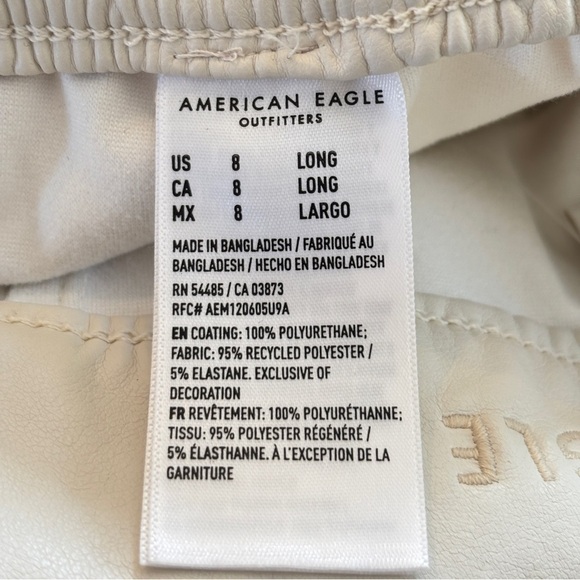 AMERICAN EAGLE
OUTFITTERS
US 8 LONG
CA 8 LONG
MX 8 LARGO
MADE IN BANGLADESH / FABRIQUÉ AU
BANGLADESH / HECHO EN BANGLADESH
RN 54485 / CA 03873
RFC# AEM120605U9A
EN COATING: 100% POLYURETHANE;
FABRIC: 95% RECYCLED POLYESTER /
5% ELASTANE. EXCLUSIVE OF
DECORATION
FR REVÊTEMENT: 100% POLYURÉTHANNE;
TISSU: 95% POLYESTER RÉGÉNÉRÉ /
5% ÉLASTHANNE. À L'EXCEPTION DE LA
GARNITURE